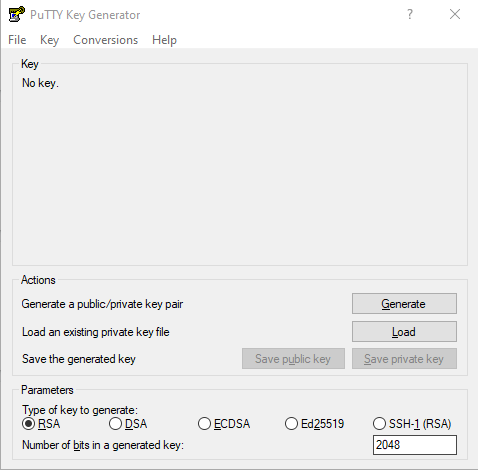 PuTTY Key Generator
File Key Conversions Help
Key
No key.
Actions
Generate a public/private key pair Generate
Load an existing private key file Load
Save the generated key Save public key Save private key
Parameters
Type of key to generate:
RSA DSA ECDSA Ed25519 SSH-1 (RSA)
Number of bits in a generated key: 2048